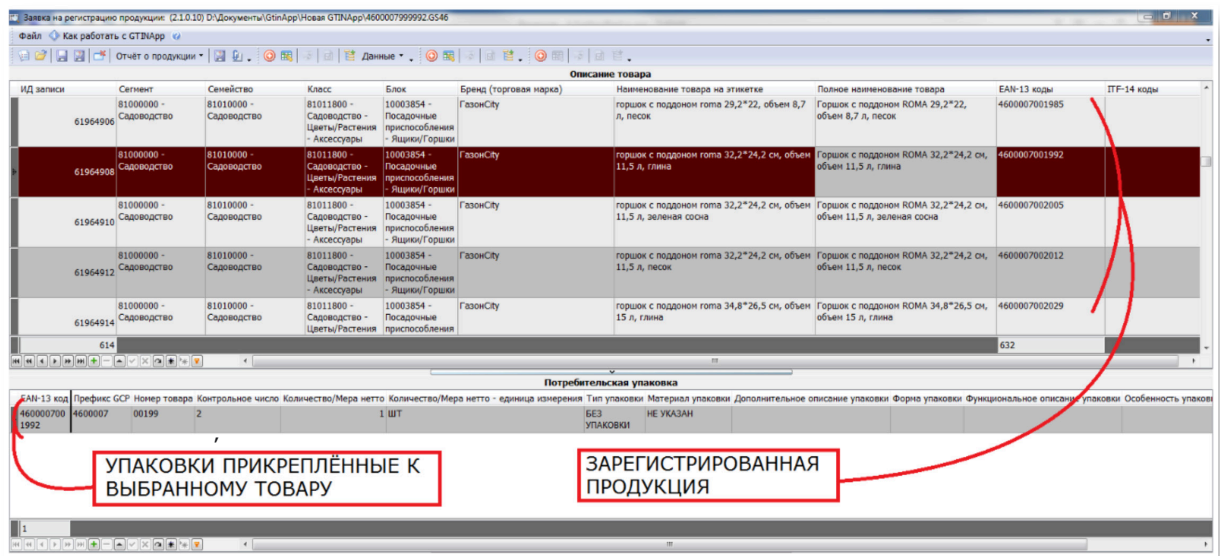 Заявка на регистрацию продукции: (2.1.0.10) D:\Документы\GtinApp\Новая GTINApp\4600007999992.GS46
Файл Как работать с GTINApp
Отчёт о продукции Данные
Описание товара
ИД записи Сегмент Семейство Класс Блок Бренд (торговая марка) Наименование товара на этикетке Полное наименование товара EAN-13 коды ITF-14 коды
81000000 - 81010000 - 81011800 - 10003854 - ГазонCity горшок с поддоном roma 29,2*22, объем 8,7 Горшок с поддоном ROMA 29,2*22, 4600007001985
61964906 Садоводство Садоводство Садоводство - Посадочные л, песок объем 8,7 л, песок
Цветы/Растения приспособления
- Аксессуары - Ящики/Горшки
81000000 - 81010000 - 81011800 - 10003854 - ГазонCity горшок с поддоном roma 32,2*24,2 см, объем Горшок с поддоном ROMA 32,2*24,2 см, 4600007001992
61964908 Садоводство Садоводство Садоводство - Посадочные 11,5 л, глина объем 11,5 л, глина
Цветы/Растения приспособления
- Аксессуары - Ящики/Горшки
81000000 - 81010000 - 81011800 - 10003854 - ГазонCity горшок с поддоном roma 32,2*24,2 см, объем Горшок с поддоном ROMA 32,2*24,2 см, 4600007002005
61964910 Садоводство Садоводство Садоводство - Посадочные 11,5 л, зеленая сосна объем 11,5 л, зеленая сосна
Цветы/Растения приспособления
- Аксессуары - Ящики/Горшки
81000000 - 81010000 - 81011800 - 10003854 - ГазонCity горшок с поддоном roma 32,2*24,2 см, объем Горшок с поддоном ROMA 32,2*24,2 см, 4600007002012
61964912 Садоводство Садоводство Садоводство - Посадочные 11,5 л, песок объем 11,5 л, песок
Цветы/Растения приспособления
- Аксессуары - Ящики/Горшки
81000000 - 81010000 - 81011800 - 10003854 - ГазонCity горшок с поддоном roma 34,8*26,5 см, объем Горшок с поддоном ROMA 34,8*26,5 см, 4600007002029
61964914 Садоводство Садоводство Садоводство - Посадочные 15 л, глина объем 15 л, глина
Цветы/Растения приспособления
614 632
Потребительская упаковка
EAN-13 код Префикс GCP Номер товара Контрольное число Количество/Мера нетто Количество/Мера нетто - единица измерения Тип упаковки Материал упаковки Дополнительное описание упаковки Форма упаковки Функциональное описание упаковки Особенность упаков
460000700 4600007 00199 2 1 ШТ БЕЗ НЕ УКАЗАН
1992 УПАКОВКИ
,
УПАКОВКИ ПРИКРЕПЛЁННЫЕ К
ВЫБРАННОМУ ТОВАРУ
ЗАРЕГИСТРИРОВАННАЯ
ПРОДУКЦИЯ
1